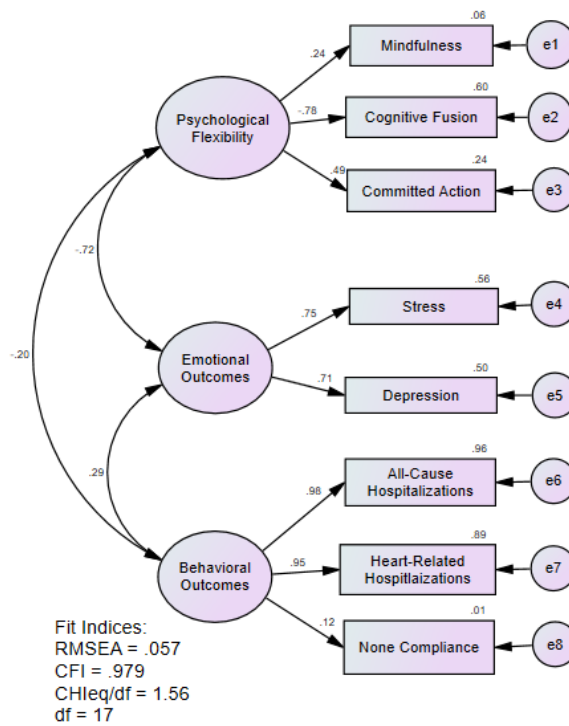 .06
Mindfulness
e1
.24
.60
Psychological
Flexibility
-.78
Cognitive Fusion
e2
.24
.49
Committed Action
e3
-.72
.56
Stress
e4
.75
-.20
Emotional
Outcomes
.50
.71
Depression
e5
.96
All-Cause
Hospitalizations
e6
.29
.98
.89
Behavioral
Outcomes
.95
Heart-Related
Hospitlaizations
e7
.12
.01
None Compliance
e8
Fit Indices:
RMSEA = .057
CFI = .979
CHIeq/df = 1.56
df = 17